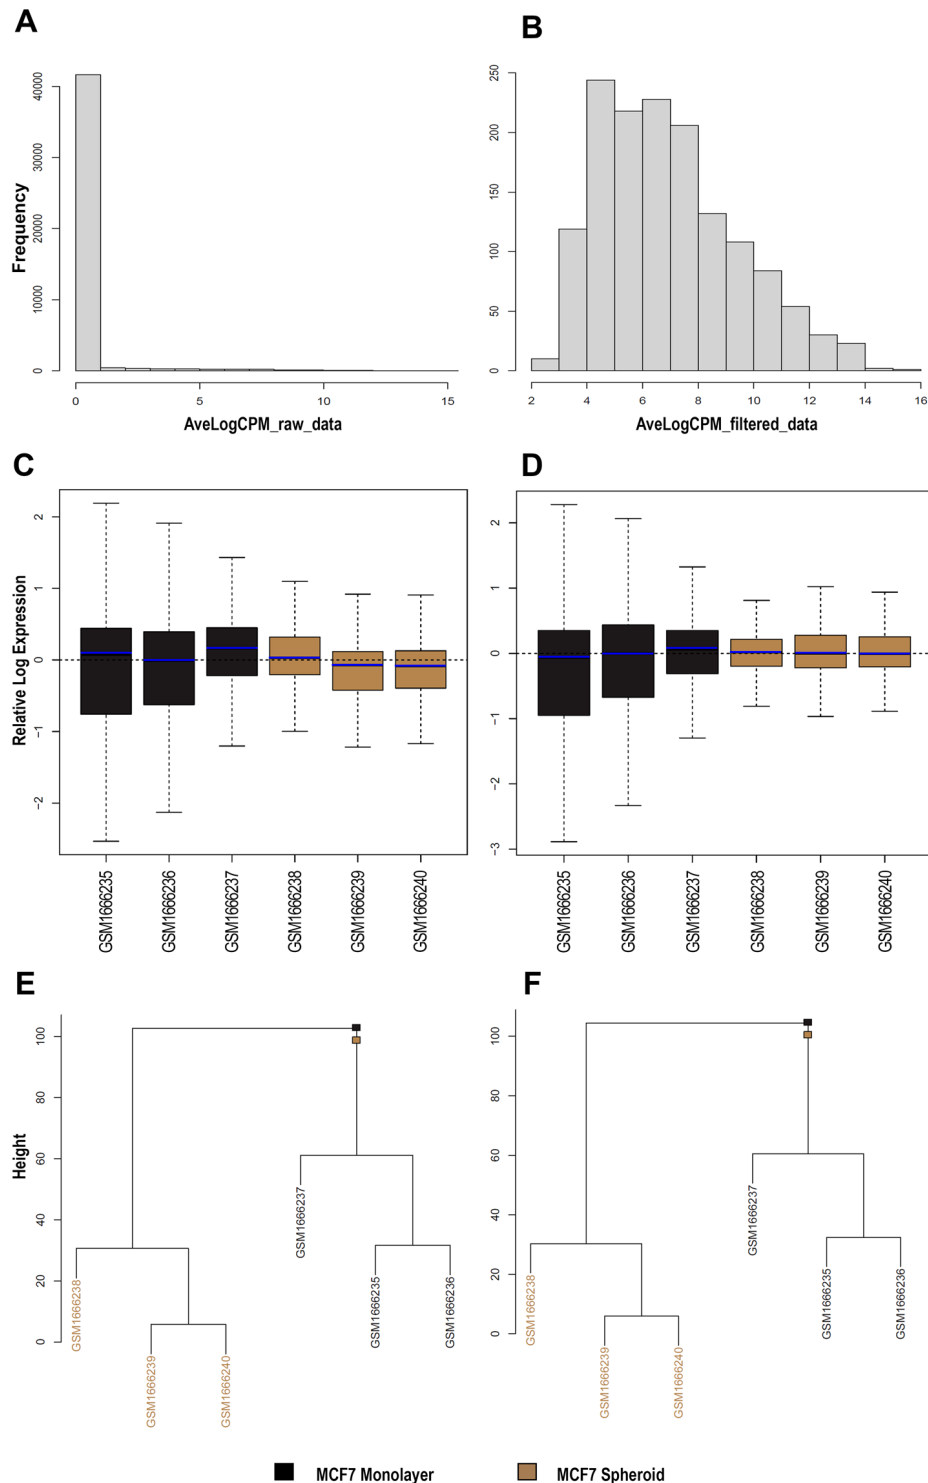 A
B
Frequency
40000
30000
20000
10000
0
0
5
10
15
AveLogCPM_raw_data
250
200
150
100
50
0
2
4
6
8
10
12
14
16
AveLogCPM_filtered_data
C
D
Relative Log Expression
2
1
0
−1
−2
GSM1666235
GSM1666236
GSM1666237
GSM1666238
GSM1666239
GSM1666240
2
1
0
−1
−2
−3
GSM1666235
GSM1666236
GSM1666237
GSM1666238
GSM1666239
GSM1666240
E
F
Height
100
80
60
40
20
0
GSM1666238
GSM1666239
GSM1666240
GSM1666237
GSM1666235
GSM1666236
100
80
60
40
20
0
GSM1666238
GSM1666239
GSM1666240
GSM1666237
GSM1666235
GSM1666236
MCF7 Monolayer
MCF7 Spheroid